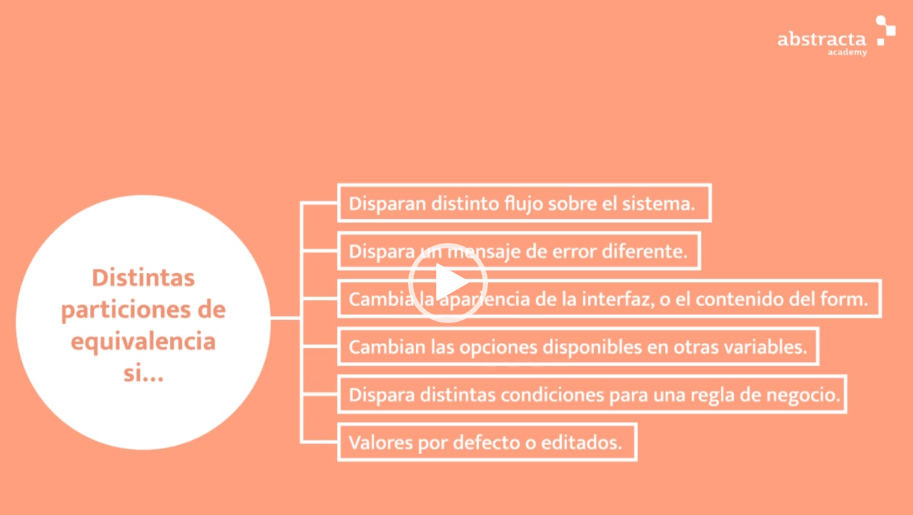 abstracta
academy
Distintas
particiones de
equivalencia
si...
Disparan distinto flujo sobre el sistema.
Dispara un mensaje de error diferente.
Cambia la apariencia de la interfaz, o el contenido del form.
Cambian las opciones disponibles en otras variables.
Dispara distintas condiciones para una regla de negocio.
Valores por defecto o editados.